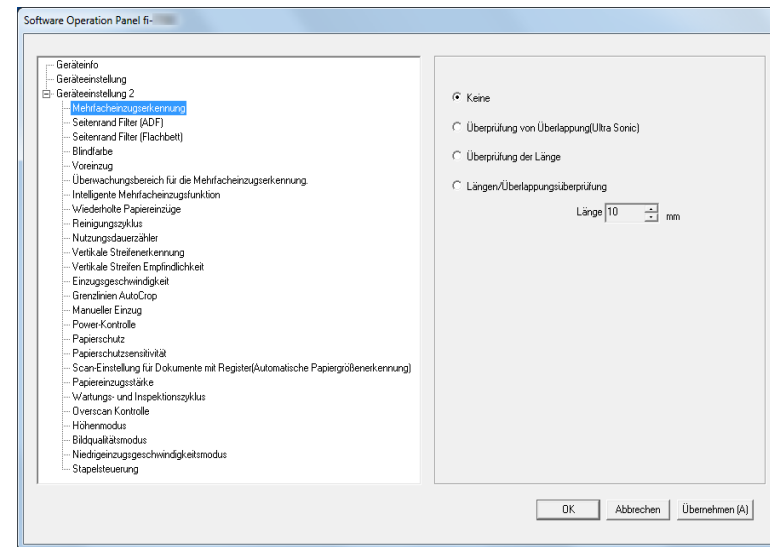 Software Operation Panel fi-
Geräteinfo
Geräteeinstellung
Geräteeinstellung 2
Mehrfacheinzugserkennung
Seitenrand Filter (ADF)
Seitenrand Filter (Flachbett)
Blindfarbe
Voreinzug
Überwachungsbereich für die Mehrfacheinzugserkennung.
Intelligente Mehrfacheinzugsfunktion
Wiederholte Papiereinzüge
Reinigungszyklus
Nutzungsdauerzähler
Vertikale Streifenerkennung
Vertikale Streifen Empfindlichkeit
Einzugsgeschwindigkeit
Grenzlinien AutoCrop
Manueller Einzug
Power-Kontrolle
Papierschutz
Papierschutzsensitivität
Scan-Einstellung für Dokumente mit Register(Automatische Papiergrößenerkennung)
Papiereinzugsstärke
Wartungs- und Inspektionszyklus
Overscan Kontrolle
Höhenmodus
Bildqualitätsmodus
Niedrigeinzugsgeschwindigkeitsmodus
Stapelsteuerung
Keine
Überprüfung von Überlappung(Ultra Sonic)
Überprüfung der Länge
Längen/Überlappungsüberprüfung
Länge 10 mm
OK Abbrechen Übernehmen (A)